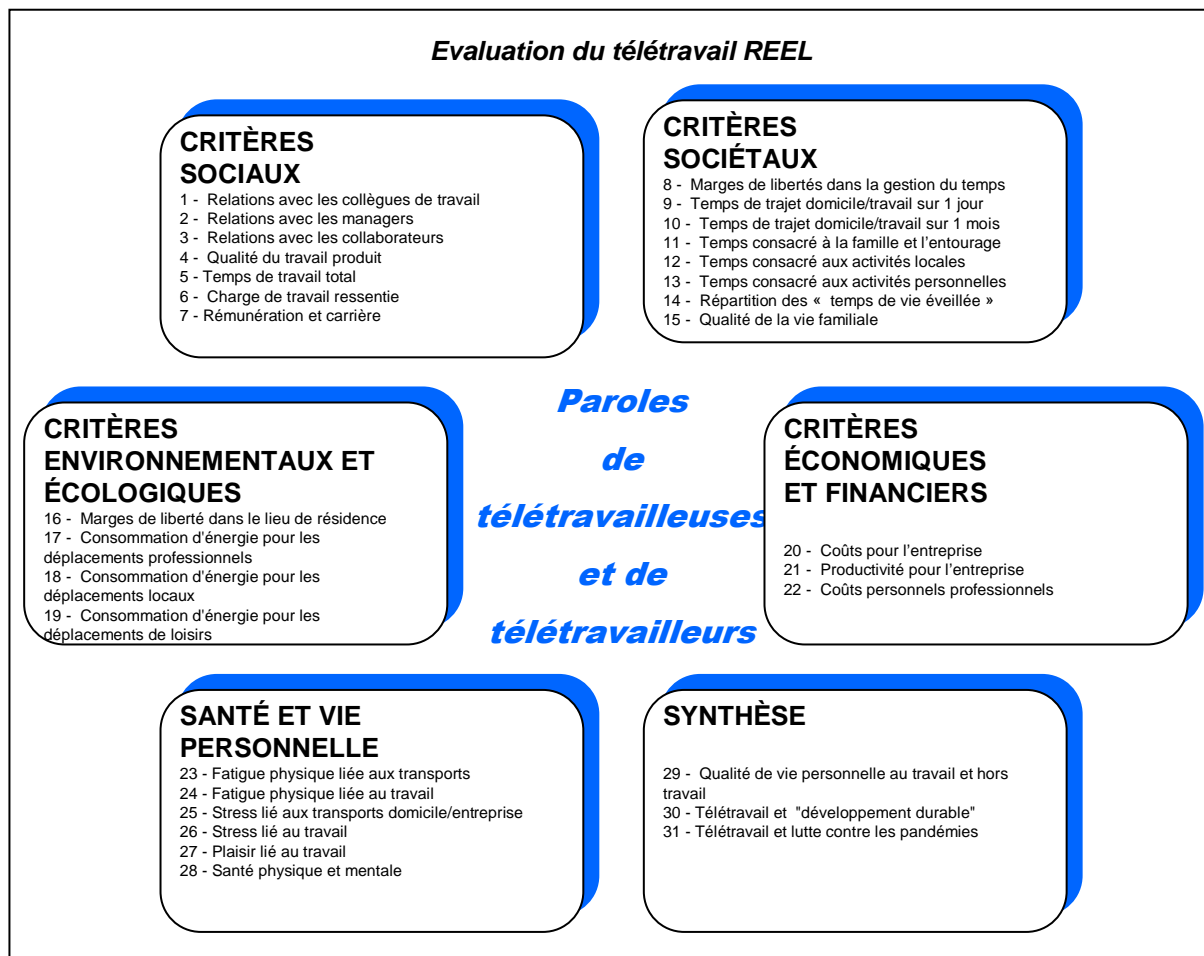 Evaluation du télétravail REEL
CRITÈRES
SOCIAUX
1 - Relations avec les collègues de travail
2 - Relations avec les managers
3 - Relations avec les collaborateurs
4 - Qualité du travail produit
5 - Temps de travail total
6 - Charge de travail ressentie
7 - Rémunération et carrière
CRITÈRES
SOCIÉTAUX
8 - Marges de libertés dans la gestion du temps
9 - Temps de trajet domicile/travail sur 1 jour
10 - Temps de trajet domicile/travail sur 1 mois
11 - Temps consacré à la famille et l'entourage
12 - Temps consacré aux activités locales
13 - Temps consacré aux activités personnelles
14 - Répartition des « temps de vie éveillée »
15 - Qualité de la vie familiale
CRITÈRES
ENVIRONNEMENTAUX ET
ÉCOLOGIQUES
16 - Marges de liberté dans le lieu de résidence
17 - Consommation d'énergie pour les
déplacements professionnels
18 - Consommation d'énergie pour les
déplacements locaux
19 - Consommation d'énergie pour les
déplacements de loisirs
Paroles
de
télétravailleuses
et de
télétravailleurs
CRITÈRES
ÉCONOMIQUES
ET FINANCIERS
20 - Coûts pour l'entreprise
21 - Productivité pour l'entreprise
22 - Coûts personnels professionnels
SANTÉ ET VIE
PERSONNELLE
23 - Fatigue physique liée aux transports
24 - Fatigue physique liée au travail
25 - Stress lié aux transports domicile/entreprise
26 - Stress lié au travail
27 - Plaisir lié au travail
28 - Santé physique et mentale
SYNTHÈSE
29 - Qualité de vie personnelle au travail et hors
travail
30 - Télétravail et "développement durable"
31 - Télétravail et lutte contre les pandémies